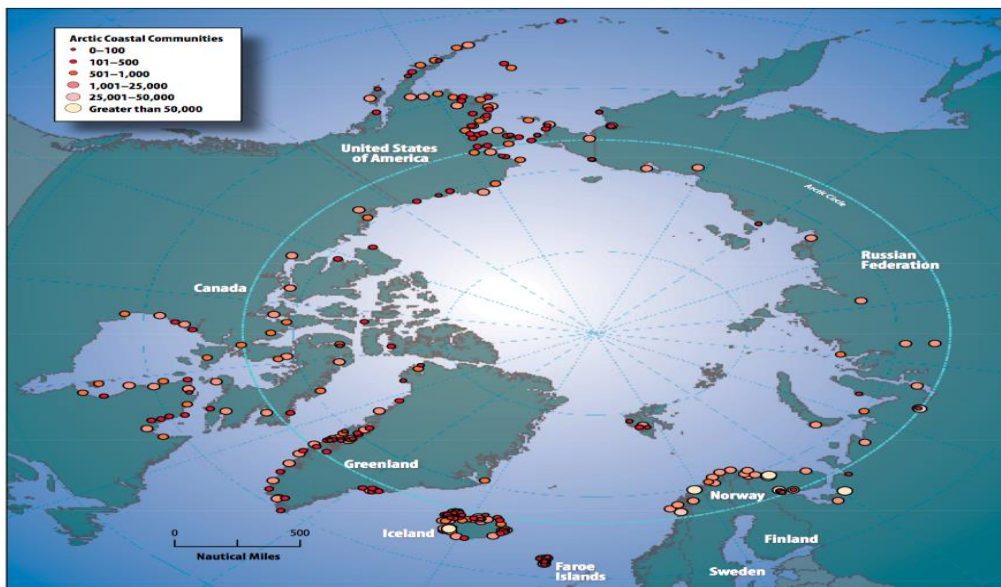 Arctic Coastal Communities
0–100
101–500
501–1,000
1,001–25,000
25,001–50,000
Greater than 50,000
United States
of America
Arctic Circle
Russian
Federation
Canada
Greenland
Norway
Iceland
Finland
Faroe
Islands
Sweden
0 500
Nautical Miles